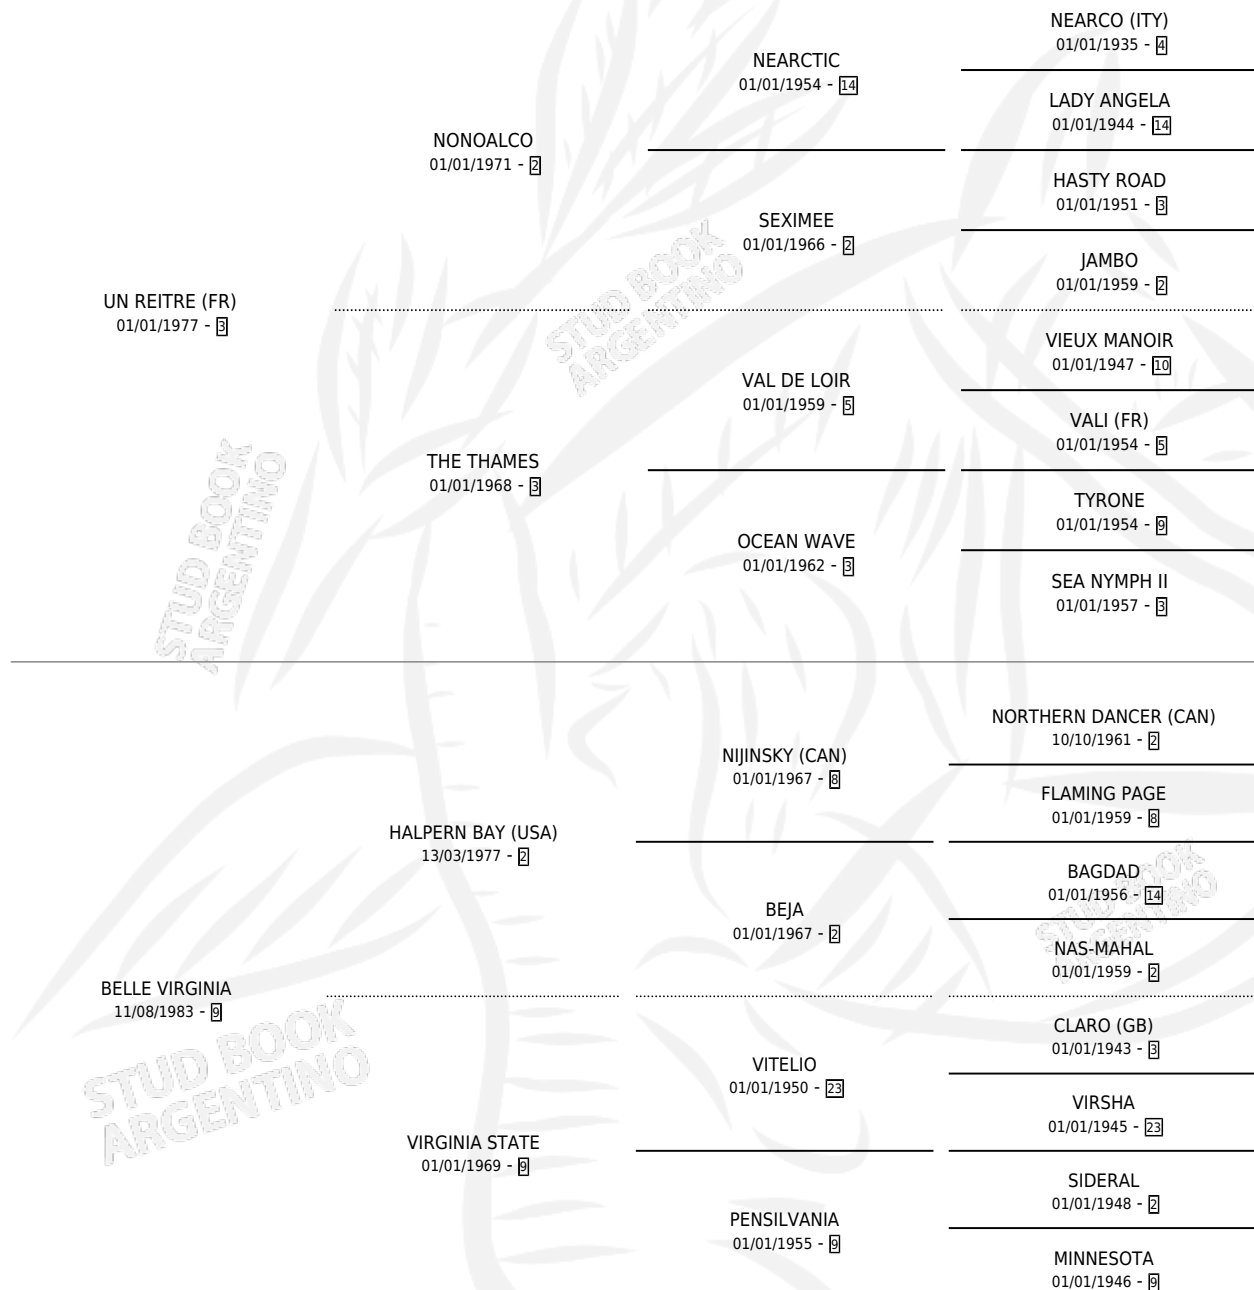 NEARCO (ITY)
01/01/1935 - 4
NEARCTIC
01/01/1954 - 14
LADY ANGELA
01/01/1944 - 14
NONOALCO
01/01/1971 - 2
HASTY ROAD
01/01/1951 - 3
SEXIMEE
01/01/1966 - 2
JAMBO
01/01/1959 - 2
UN REITRE (FR)
01/01/1977 - 3
STUD BOOK
ARGENTINO
VIEUX MANOIR
01/01/1947 - 10
VAL DE LOIR
01/01/1959 - 5
VALI (FR)
01/01/1954 - 5
THE THAMES
01/01/1968 - 3
TYRONE
01/01/1954 - 9
OCEAN WAVE
01/01/1962 - 3
SEA NYMPH II
01/01/1957 - 3
STUD BOOK
ARGENTINO
NORTHERN DANCER (CAN)
10/10/1961 - 2
NIJINSKY (CAN)
01/01/1967 - 8
FLAMING PAGE
01/01/1959 - 8
HALPERN BAY (USA)
13/03/1977 - 2
BAGDAD
01/01/1956 - 14
BEJA
01/01/1967 - 2
NAS-MAHAL
01/01/1959 - 2
STUD BOOK
ARGENTINO
BELLE VIRGINIA
11/08/1983 - 9
CLARO (GB)
01/01/1943 - 3
VITELIO
01/01/1950 - 23
VIRSHA
01/01/1945 - 23
STUD BOOK
ARGENTINO
VIRGINIA STATE
01/01/1969 - 9
SIDERAL
01/01/1948 - 2
PENSILVANIA
01/01/1955 - 9
MINNESOTA
01/01/1946 - 9